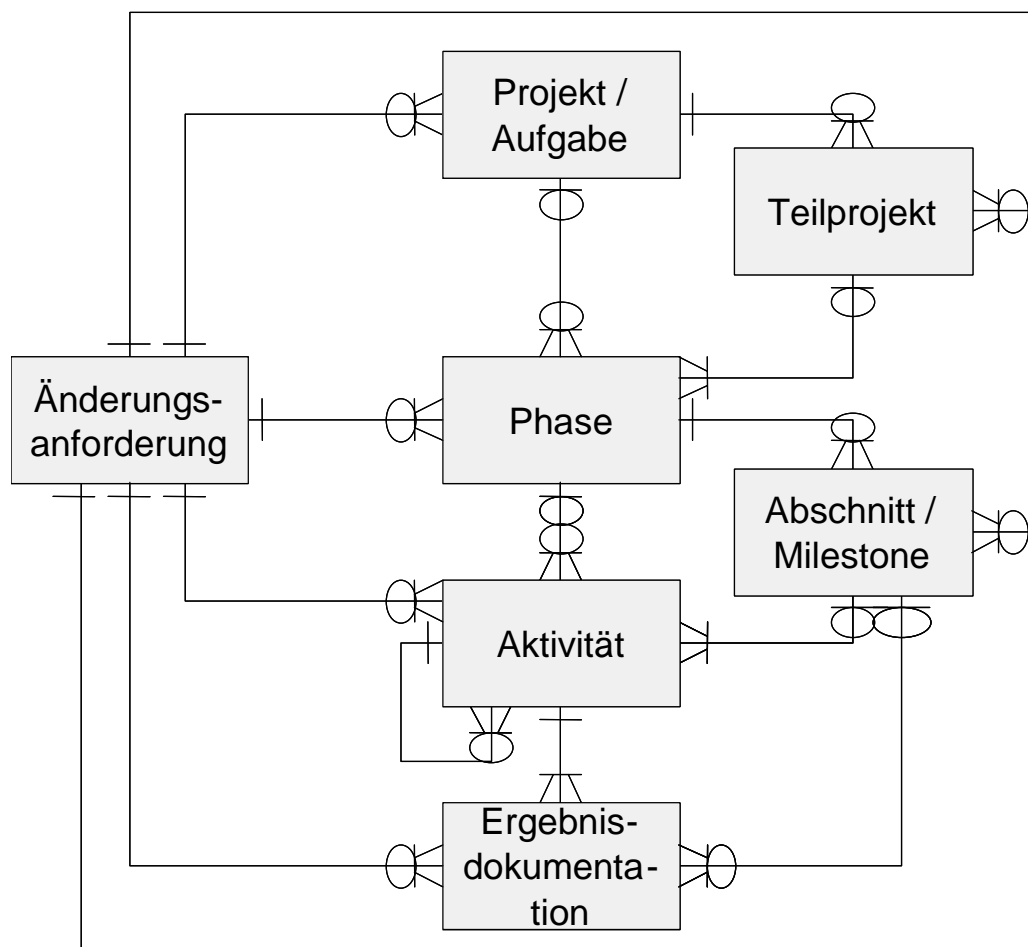 Projekt /
Aufgabe
Teilprojekt
Änderungs-
anforderung
Phase
Abschnitt /
Milestone
Aktivität
Ergebnis-
dokumenta-
tion